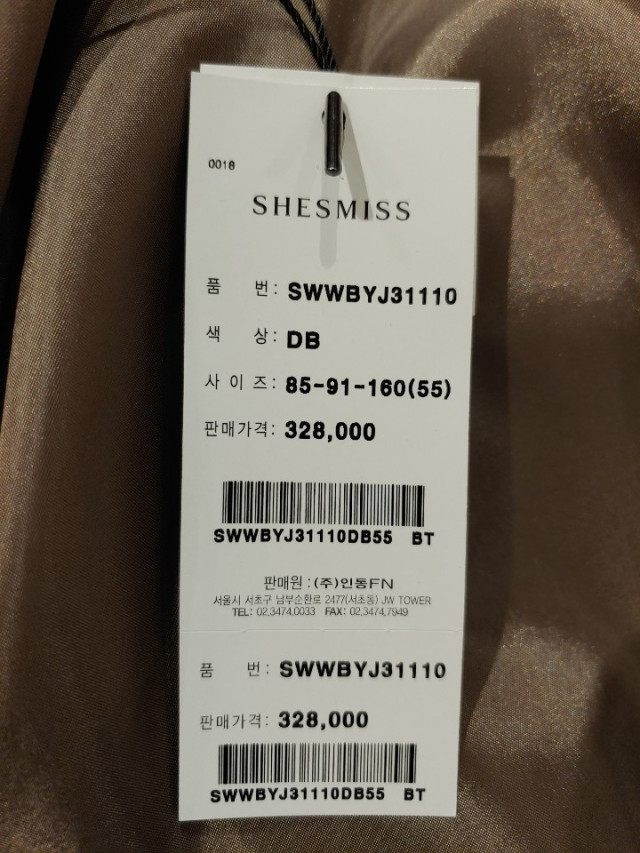 0018
SHESMISS
품 번: SWWBYJ31110
색 상: DB
사 이 즈: 85-91-160(55)
판매가격: 328,000
SWWBYJ31110DB55 BT
판매원 : (주)인동FN
서울시 서초구 남부순환로 2477(서초동) JW TOWER
TEL: 02.3474.0033 FAX: 02.3474.7949
품 번: SWWBYJ31110
판매가격: 328,000
SWWBYJ31110DB55 BT